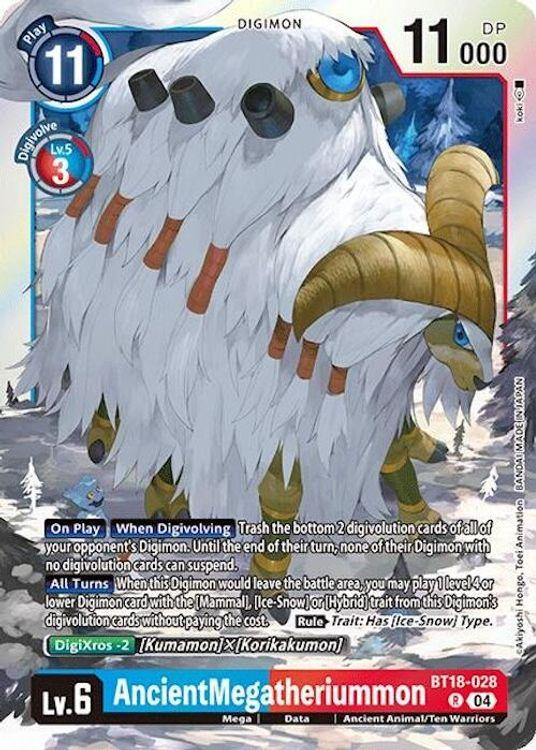 DIGIMON
Play
11
DP
11000
Digivolve
Lv.5
3
koki
On Play When Digivolving Trash the bottom 2 digivolution cards of all of
your opponent's Digimon. Until the end of their turn, none of their Digimon with
no digivolution cards can suspend.
All Turns When this Digimon would leave the battle area, you may play 1 level 4 or
lower Digimon card with the [Mammal], [Ice-Snow] or [Hybrid] trait from this Digimon's
digivolution cards without paying the cost. Rule Trait: Has [Ice-Snow] Type.
DigiXros -2 [Kumamon]×[Korikakumon]
©Akiyoshi Hongo, Toei Animation BANDAI MADE IN JAPAN
BT18-028
Lv.6 AncientMegatheriummon R 04
Mega Data Ancient Animal/Ten Warriors